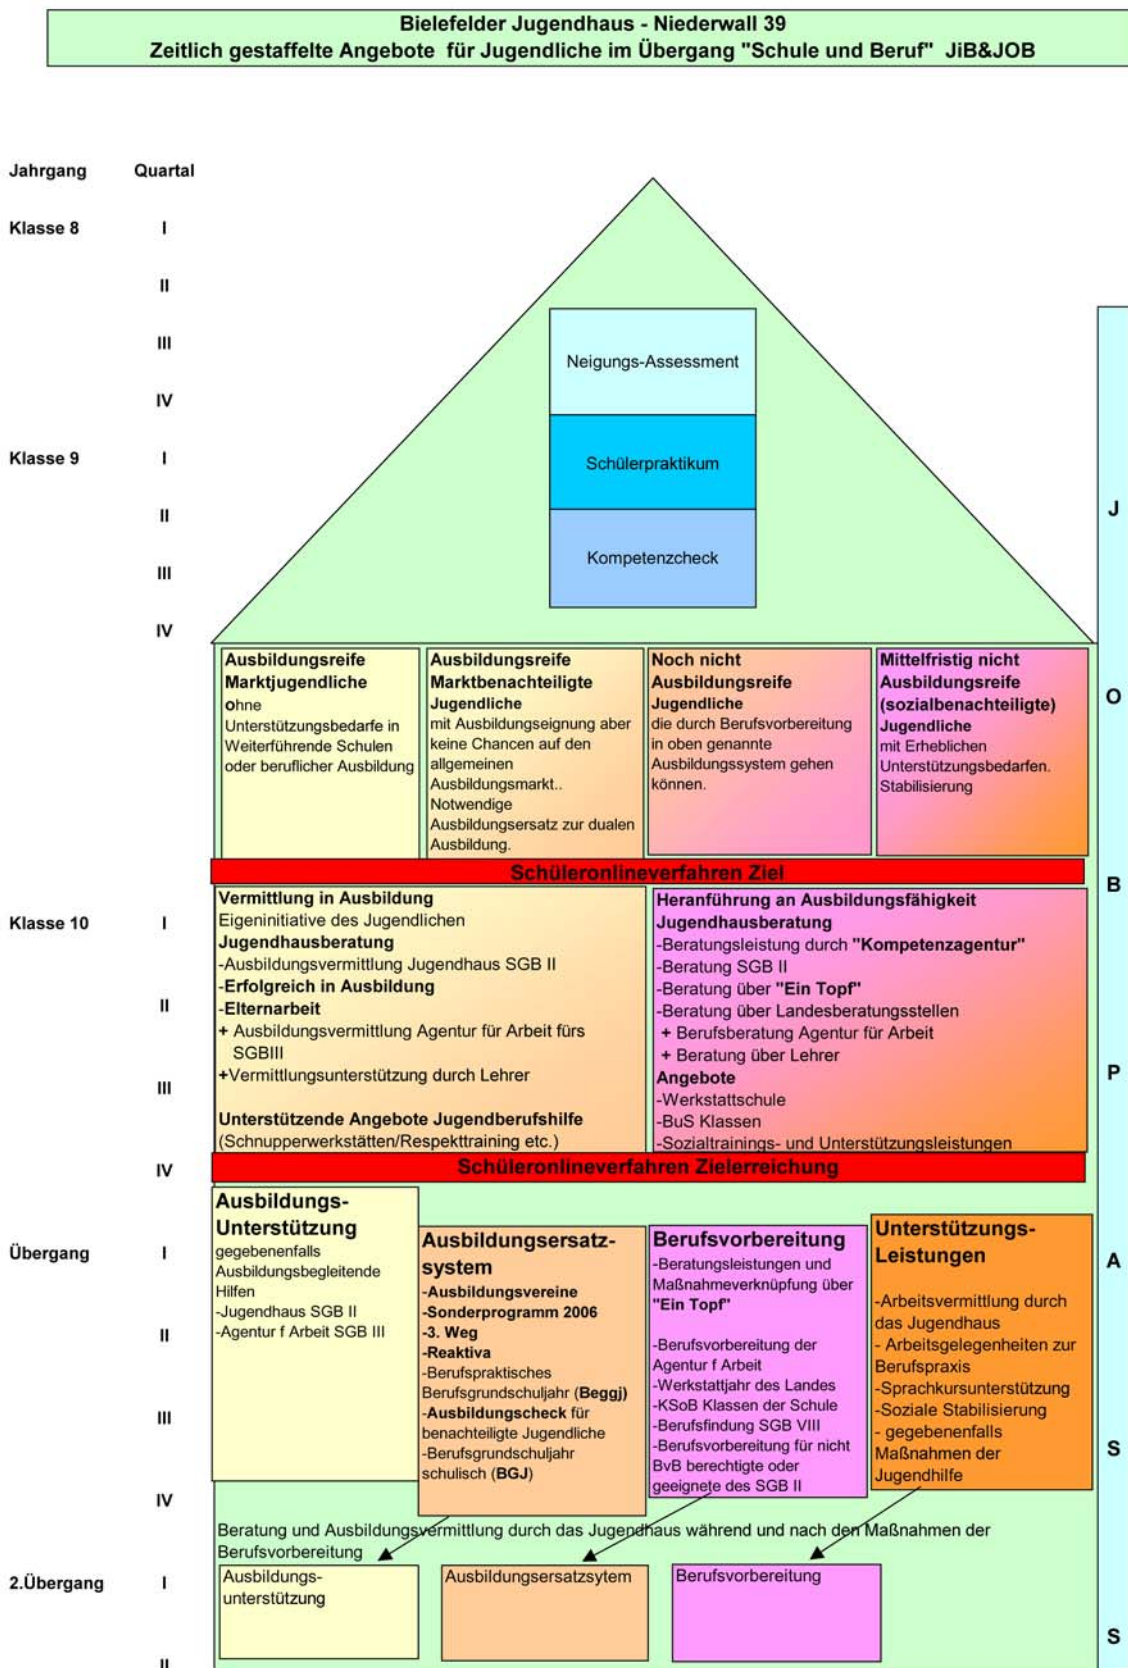 Bielefelder Jugendhaus - Niederwall 39
Zeitlich gestaffelte Angebote für Jugendliche im Übergang "Schule und Beruf" JiB&JOB
Jahrgang Quartal
Klasse 8 I
II
III
IV
Klasse 9 I
II
III
IV
Neigungs-Assessment
Schülerpraktikum
Kompetenzcheck
Ausbildungsreife
Marktjugendliche
ohne
Unterstützungsbedarfe in
Weiterführende Schulen
oder beruflicher Ausbildung
Ausbildungsreife
Marktbenachteiligte
Jugendliche
mit Ausbildungseignung aber
keine Chancen auf den
allgemeinen
Ausbildungsmarkt..
Notwendige
Ausbildungsersatz zur dualen
Ausbildung.
Noch nicht
Ausbildungsreife
Jugendliche
die durch Berufsvorbereitung
in oben genannte
Ausbildungssystem gehen
können.
Mittelfristig nicht
Ausbildungsreife
(sozialbenachteiligte)
Jugendliche
mit Erheblichen
Unterstützungsbedarfen.
Stabilisierung
Schüleronlineverfahren Ziel
Klasse 10 I
II
III
IV
Vermittlung in Ausbildung
Eigeninitiative des Jugendlichen
Jugendhausberatung
-Ausbildungsvermittlung Jugendhaus SGB II
-Erfolgreich in Ausbildung
-Elternarbeit
+ Ausbildungsvermittlung Agentur für Arbeit fürs
SGBIII
+Vermittlungsunterstützung durch Lehrer
Unterstützende Angebote Jugendberufshilfe
(Schnupperwerkstätten/Respekttraining etc.)
Heranführung an Ausbildungsfähigkeit
Jugendhausberatung
-Beratungsleistung durch "Kompetenzagentur"
-Beratung SGB II
-Beratung über "Ein Topf"
-Beratung über Landesberatungsstellen
+ Berufsberatung Agentur für Arbeit
+ Beratung über Lehrer
Angebote
-Werkstattschule
-BuS Klassen
-Sozialtrainings- und Unterstützungsleistungen
Schüleronlineverfahren Zielerreichung
Übergang I
II
III
IV
Ausbildungs-
Unterstützung
gegebenenfalls
Ausbildungsbegleitende
Hilfen
-Jugendhaus SGB II
-Agentur f Arbeit SGB III
Ausbildungsersatz-
system
-Ausbildungsvereine
-Sonderprogramm 2006
-3. Weg
-Reaktiva
-Berufspraktisches
Berufsgrundschuljahr (Beggj)
-Ausbildungscheck für
benachteiligte Jugendliche
-Berufsgrundschuljahr
schulisch (BGJ)
Berufsvorbereitung
-Beratungsleistungen und
Maßnahmeverknüpfung über
"Ein Topf"
-Berufsvorbereitung der
Agentur f Arbeit
-Werkstattjahr des Landes
-KSoB Klassen der Schule
-Berufsfindung SGB VIII
-Berufsvorbereitung für nicht
BvB berechtigte oder
geeignete des SGB II
Unterstützungs-
Leistungen
-Arbeitsvermittlung durch
das Jugendhaus
- Arbeitsgelegenheiten zur
Berufspraxis
-Sprachkursunterstützung
-Soziale Stabilisierung
- gegebenenfalls
Maßnahmen der
Jugendhilfe
Beratung und Ausbildungsvermittlung durch das Jugendhaus während und nach den Maßnahmen der
Berufsvorbereitung
2.Übergang I
II
Ausbildungs-
unterstützung
Ausbildungsersatzsytem
Berufsvorbereitung
J
O
B
P
A
S
S